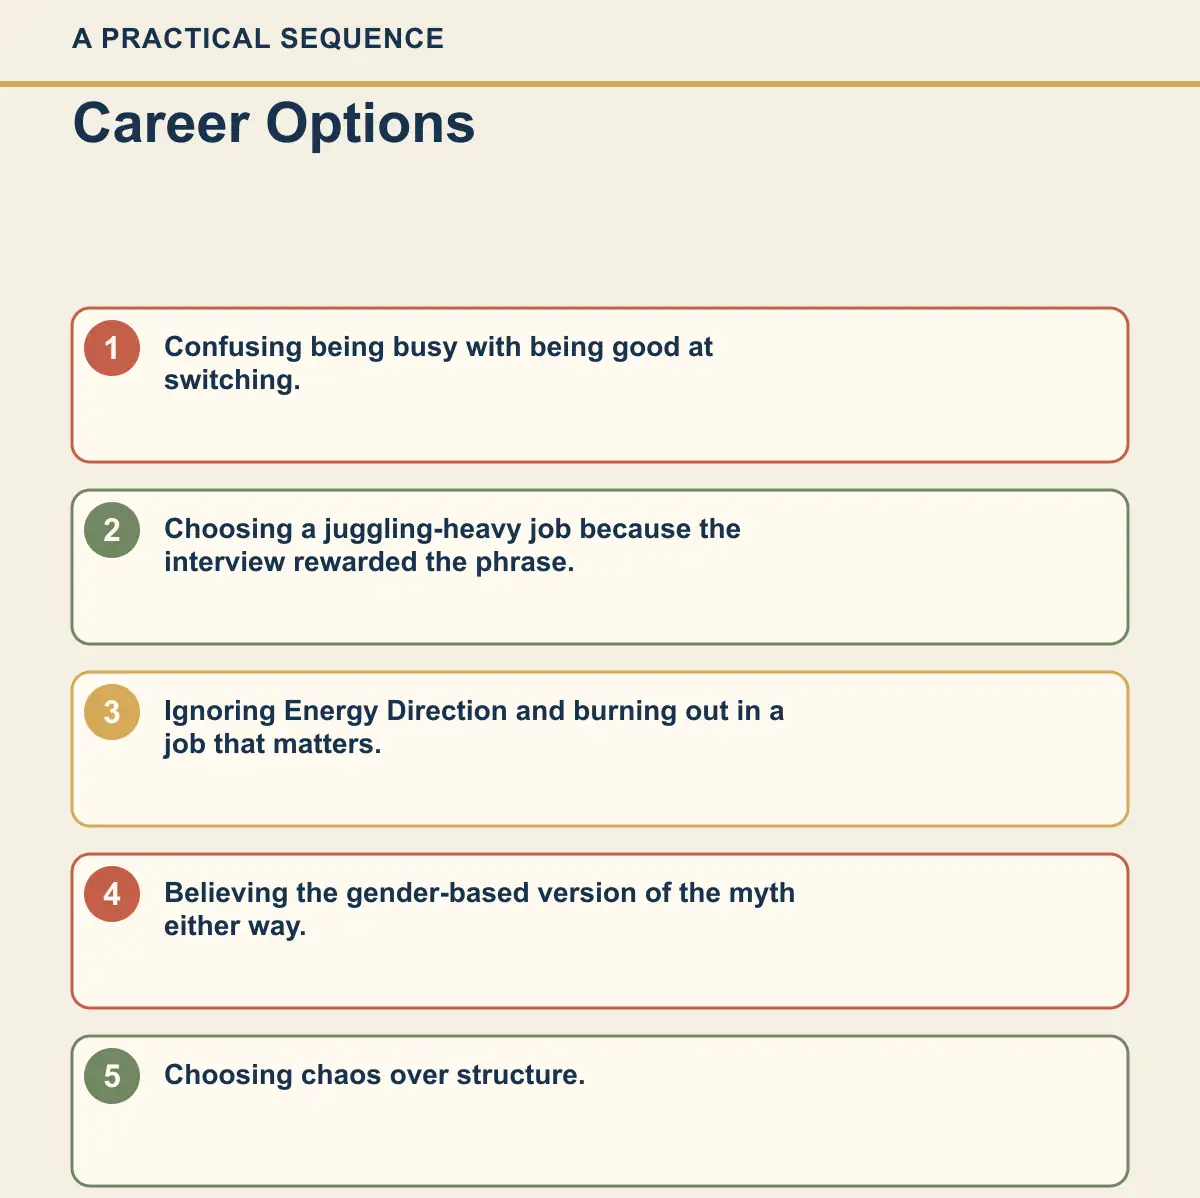 A PRACTICAL SEQUENCE
Career Options
1
Confusing being busy with being good at
switching.
2
Choosing a juggling-heavy job because the
interview rewarded the phrase.
3
Ignoring Energy Direction and burning out in a
job that matters.
4
Believing the gender-based version of the myth
either way.
5
Choosing chaos over structure.